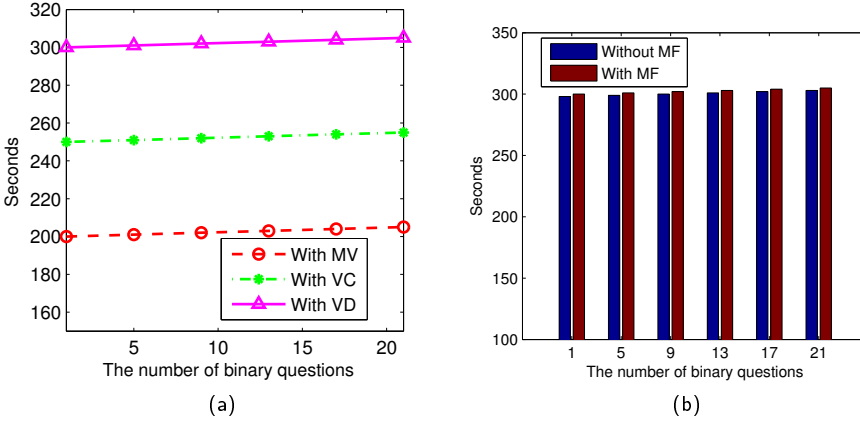 320
300
280
260
240
220
200
180
160
Seconds
5
10
15
20
The number of binary questions
With MV
With VC
With VD
(a)
350
300
250
200
150
100
Seconds
1
5
9
13
17
21
The number of binary questions
Without MF
With MF
(b)